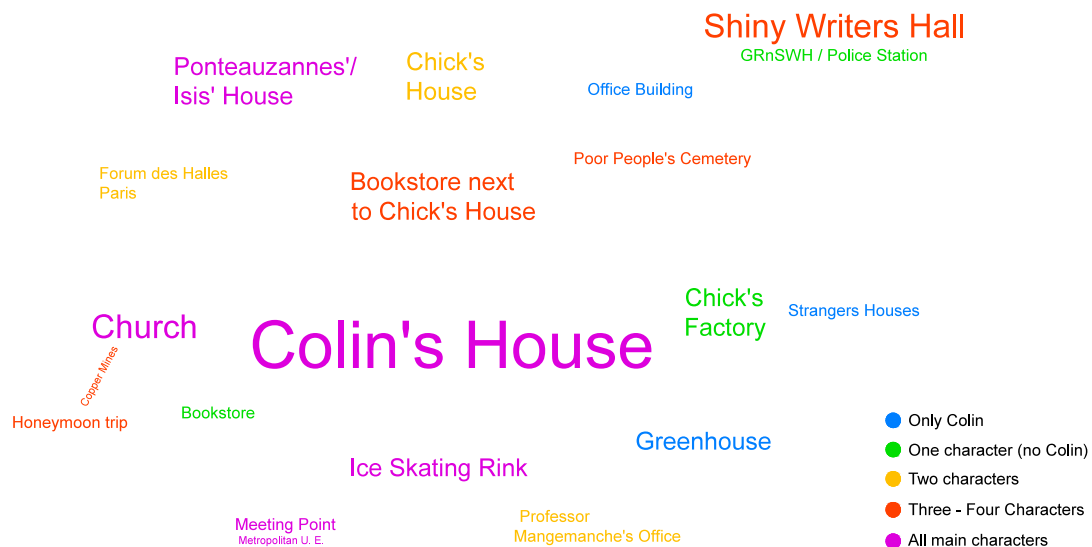 Shiny Writers Hall
GRnSWH / Police Station
Ponteauzannes'/
Isis' House
Chick's
House
Office Building
Poor People's Cemetery
Forum des Halles
Paris
Bookstore next
to Chick's House
Chick's
Factory
Strangers Houses
Church
Colin's House
Copper Mines
Honeymoon trip
Bookstore
Greenhouse
Ice Skating Rink
Meeting Point
Metropolitan U. E.
Professor
Mangemanche's Office
Only Colin
One character (no Colin)
Two characters
Three - Four Characters
All main characters